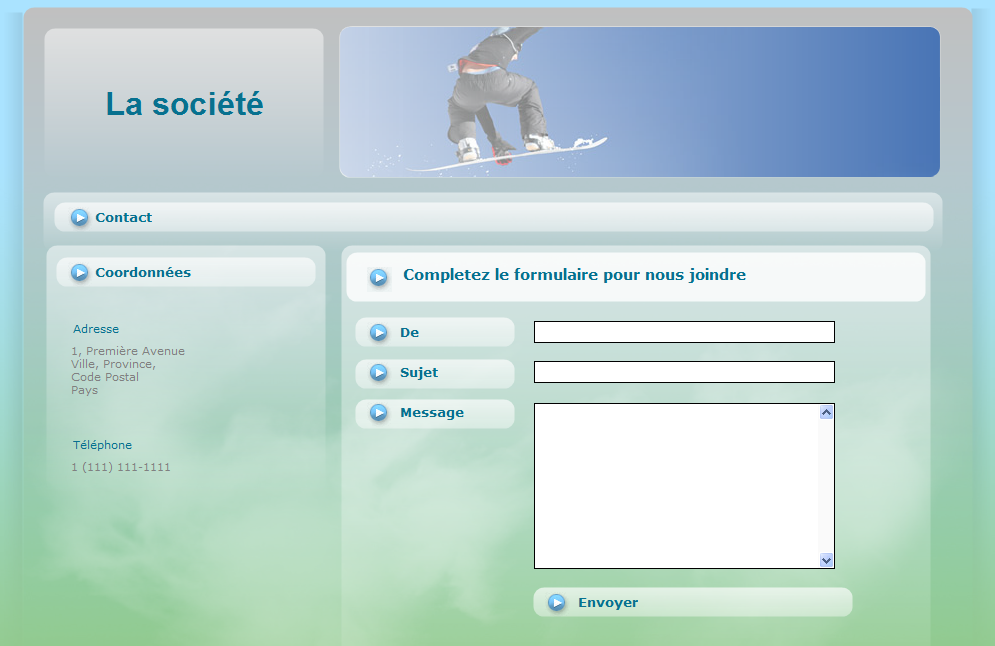 La société
Contact
Coordonnées
Adresse
1, Première Avenue
Ville, Province,
Code Postal
Pays
Téléphone
1 (111) 111-1111
Completez le formulaire pour nous joindre
De
Sujet
Message
Envoyer